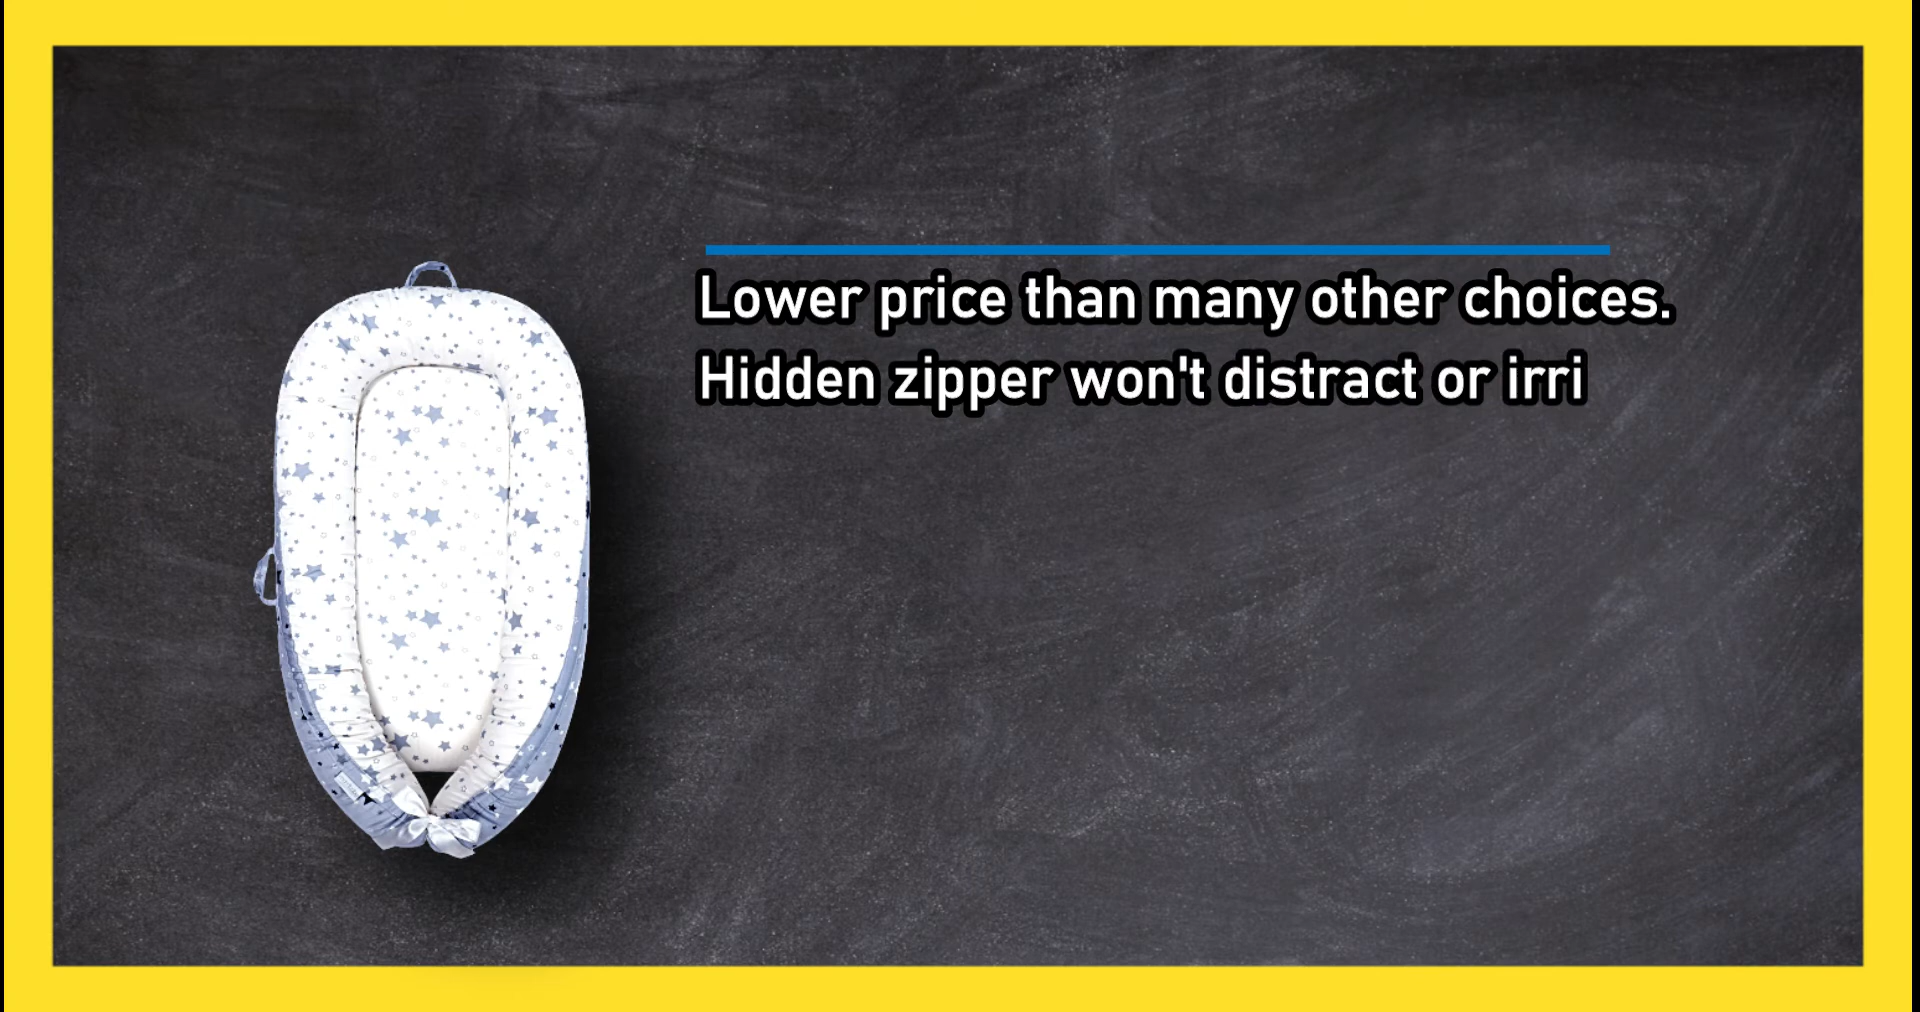 Lower price than many other choices.
Hidden zipper won't distract or irri